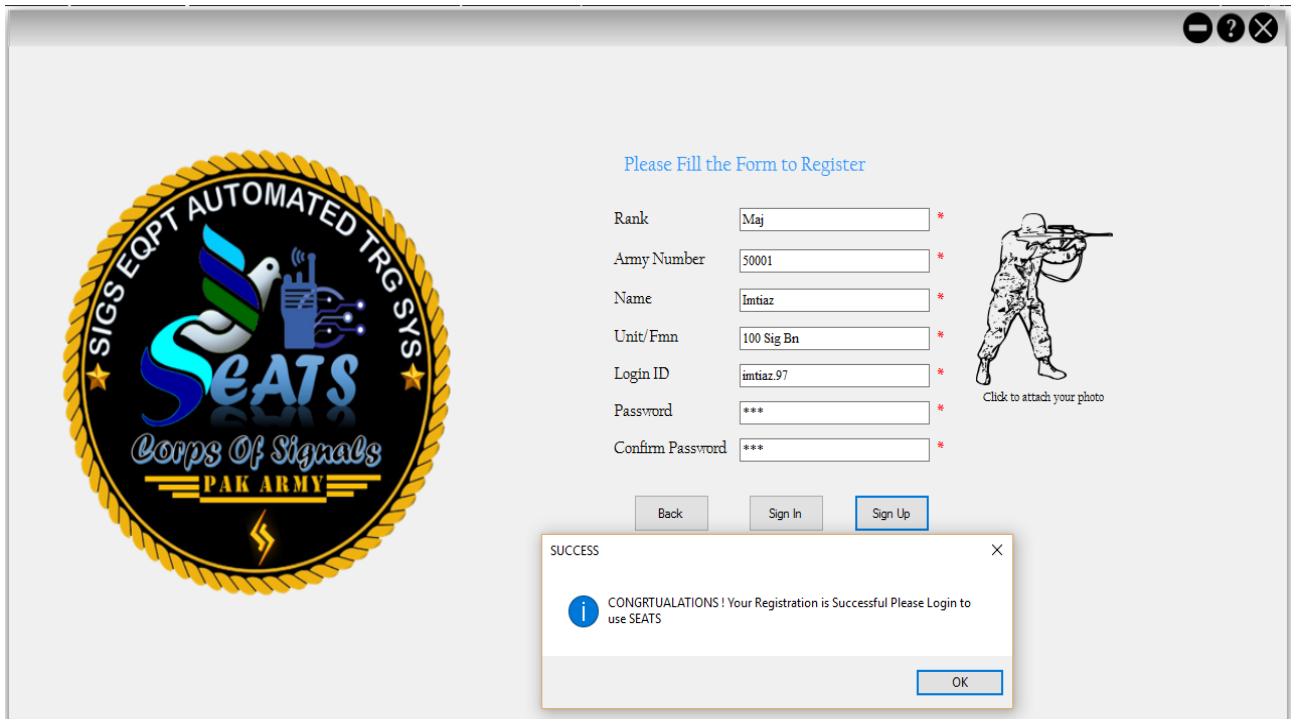 SIGS EQPT AUTOMATED TRG SYS
SEATS
Corps Of Signals
PAK ARMY
Please Fill the Form to Register
Rank Maj *
Army Number 50001 *
Name Imtiaz *
Unit/Fmn 100 Sig Bn *
Login ID imtiaz.97 *
Password *** *
Confirm Password *** *
Click to attach your photo
Back Sign In Sign Up
SUCCESS
CONGRTUALATIONS ! Your Registration is Successful Please Login to
use SEATS
OK